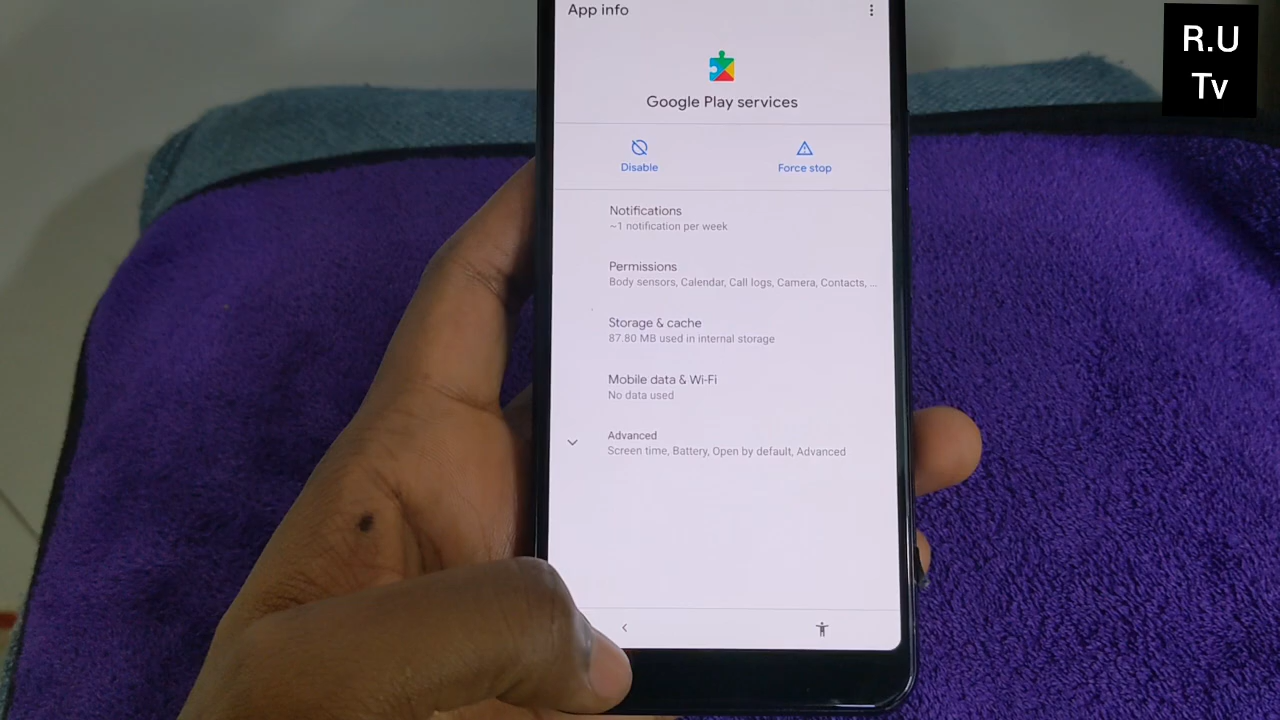 App info
R.U
Tv
Google Play services
Disable
Force stop
Notifications
~1 notification per week
Permissions
Body sensors, Calendar, Call logs, Camera, Contacts, ...
Storage & cache
87.80 MB used in internal storage
Mobile data & Wi-Fi
No data used
Advanced
Screen time, Battery, Open by default, Advanced